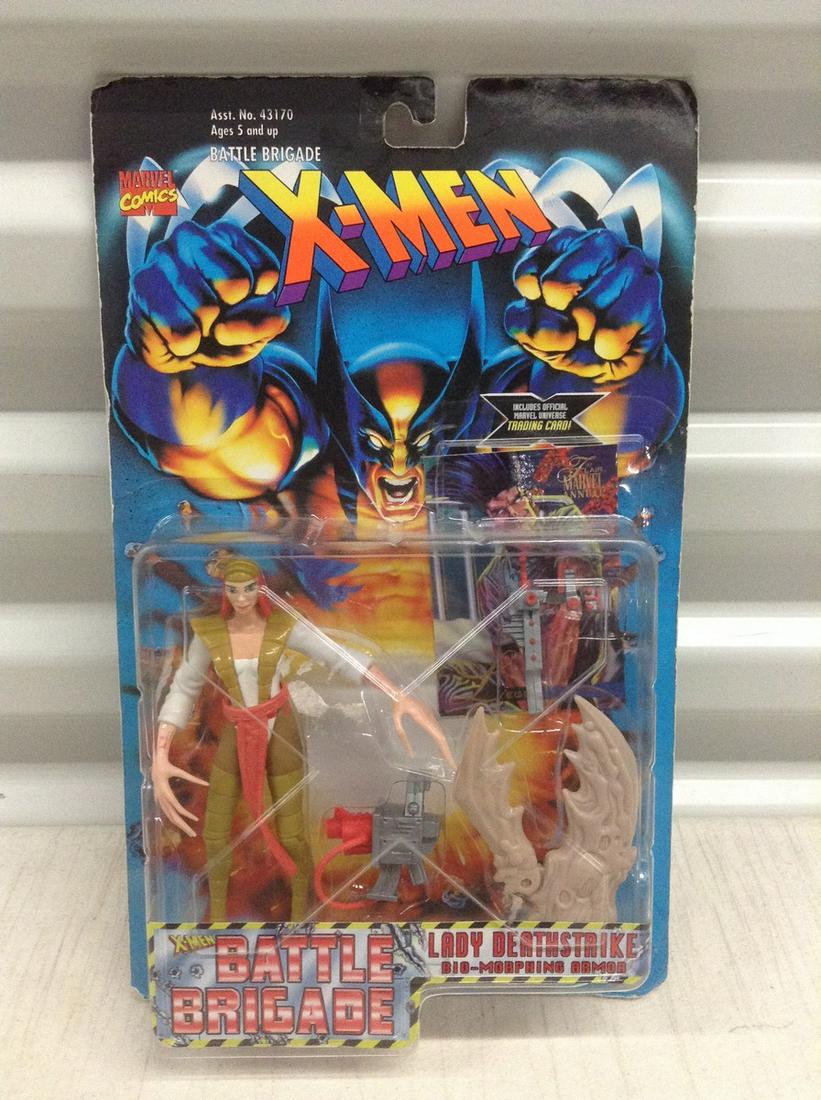 Asst. No. 43170
Ages 5 and up
BATTLE BRIGADE
MARVEL
COMICS
X-MEN
INCLUDES OFFICIAL
MARVEL UNIVERSE
TRADING CARD!
MARVEL
X-MEN
BATTLE
BRIGADE
LADY DEATHSTRIKE
BIO-MORPHING ARMOR